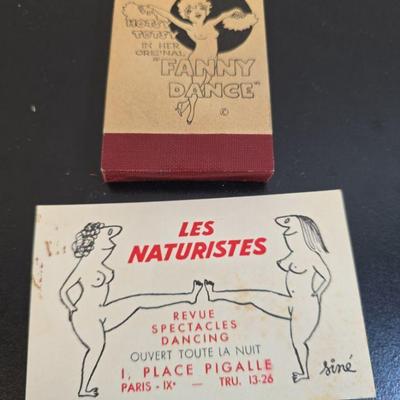 HOTSY
TOTSY
IN HER
ORIGINAL
"FANNY
DANCE"
©
LES
NATURISTES
REVUE
SPECTACLES
DANCING
OUVERT TOUTE LA NUIT
1, PLACE PIGALLE
PARIS - IXᵉ — TRU. 13-26
siné